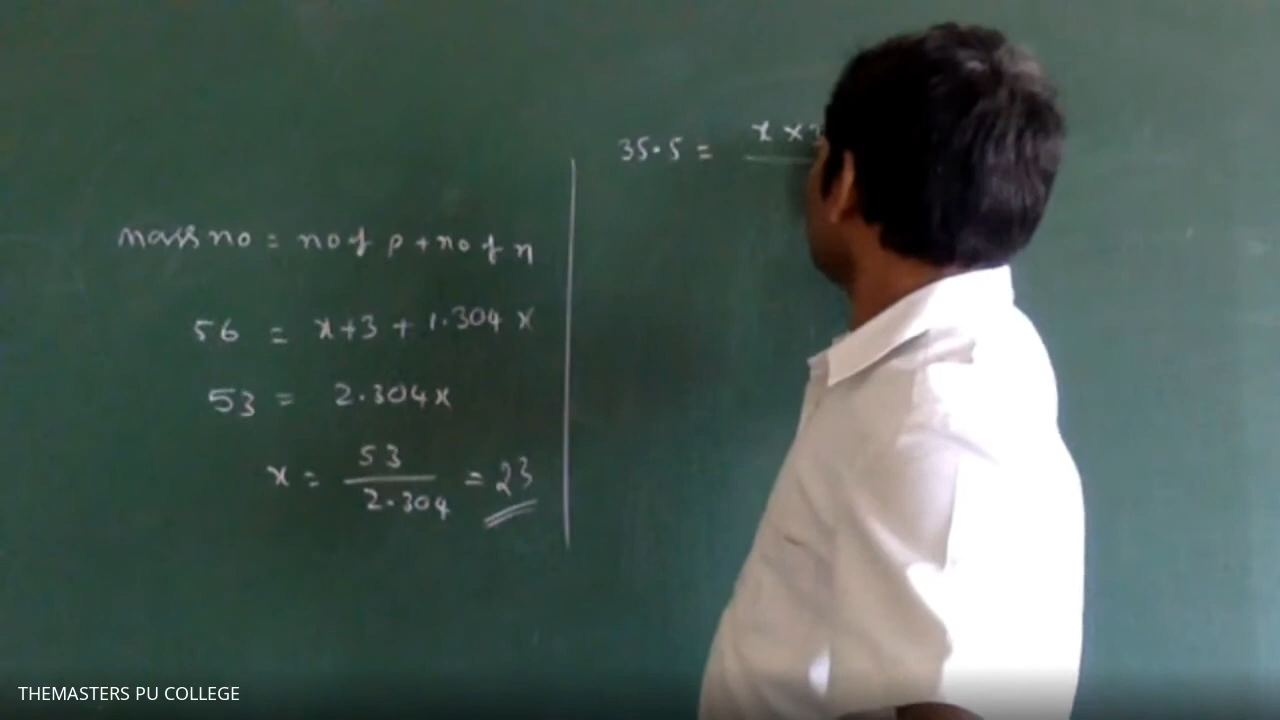 mass no = no of p + no of n
56 = x+3 + 1.304 x
53 = 2.304x
x = 53 / 2.304 = 23
35.5 = x x 3
THEMASTERS PU COLLEGE